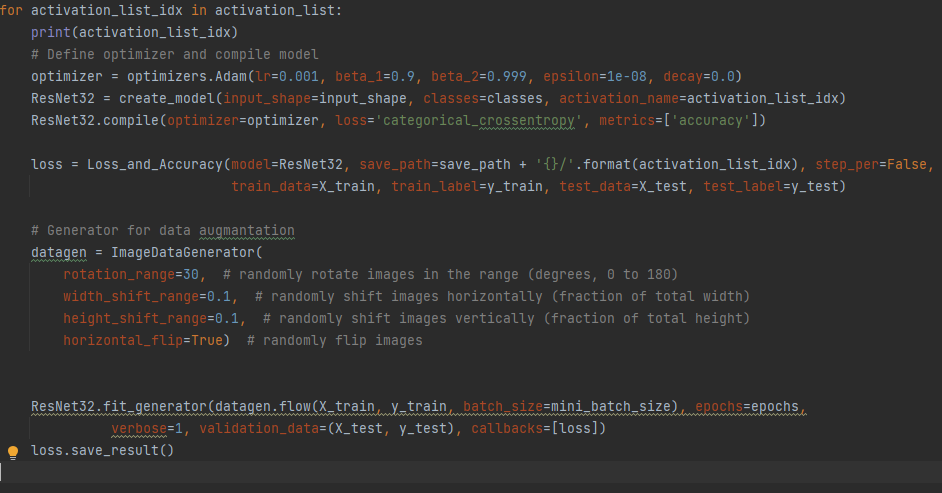 for activation_list_idx in activation_list:
    print(activation_list_idx)
    # Define optimizer and compile model
    optimizer = optimizers.Adam(lr=0.001, beta_1=0.9, beta_2=0.999, epsilon=1e-08, decay=0.0)
    ResNet32 = create_model(input_shape=input_shape, classes=classes, activation_name=activation_list_idx)
    ResNet32.compile(optimizer=optimizer, loss='categorical_crossentropy', metrics=['accuracy'])
    loss = Loss_and_Accuracy(model=ResNet32, save_path=save_path + '{}/'.format(activation_list_idx), step_per=False,
                             train_data=X_train, train_label=y_train, test_data=X_test, test_label=y_test)
    # Generator for data augmantation
    datagen = ImageDataGenerator(
        rotation_range=30,  # randomly rotate images in the range (degrees, 0 to 180)
        width_shift_range=0.1,  # randomly shift images horizontally (fraction of total width)
        height_shift_range=0.1,  # randomly shift images vertically (fraction of total height)
        horizontal_flip=True)  # randomly flip images
    ResNet32.fit_generator(datagen.flow(X_train, y_train, batch_size=mini_batch_size), epochs=epochs,
              verbose=1, validation_data=(X_test, y_test), callbacks=[loss])
    loss.save_result()